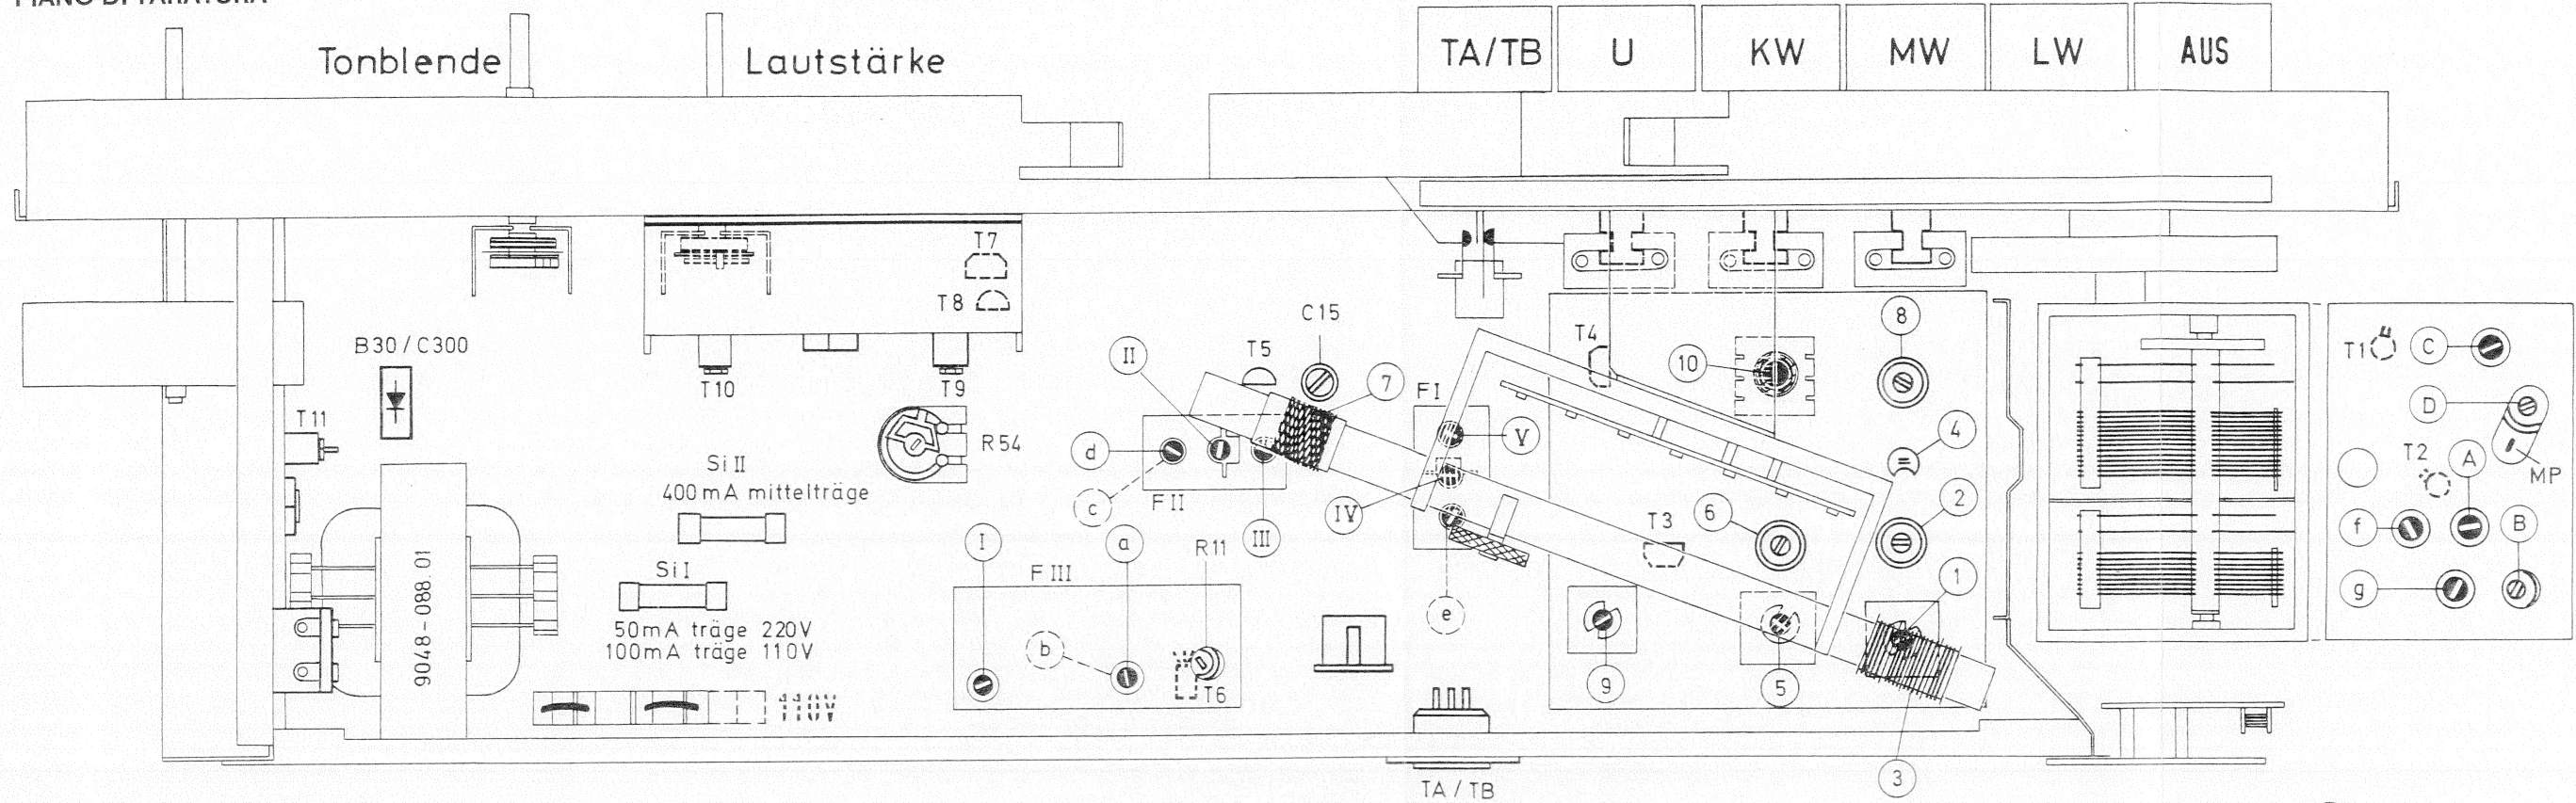 PIANO DI TARATURA
Tonblende
Lautstärke
TA/TB
U
KW
MW
LW
AUS
T7
T8
B30/C300
T11
T10
T9
R54
Si II
400 mA mittelträge
Si I
50mA träge 220V
100mA träge 110V
9048-088.01
110V
C15
T5
II
7
d
c
F II
III
I
a
R11
F III
b
T6
F I
V
IV
e
T4
10
8
4
2
6
T3
1
9
5
3
TA / TB
T1
C
D
T2
A
MP
f
B
g